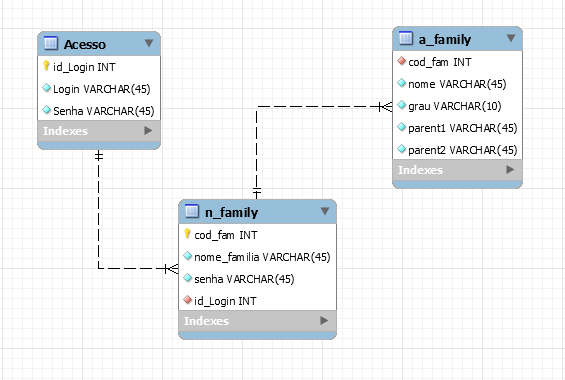 Acesso
id_Login INT
Login VARCHAR(45)
Senha VARCHAR(45)
Indexes
a_family
cod_fam INT
nome VARCHAR(45)
grau VARCHAR(10)
parent1 VARCHAR(45)
parent2 VARCHAR(45)
Indexes
n_family
cod_fam INT
nome_familia VARCHAR(45)
senha VARCHAR(45)
id_Login INT
Indexes